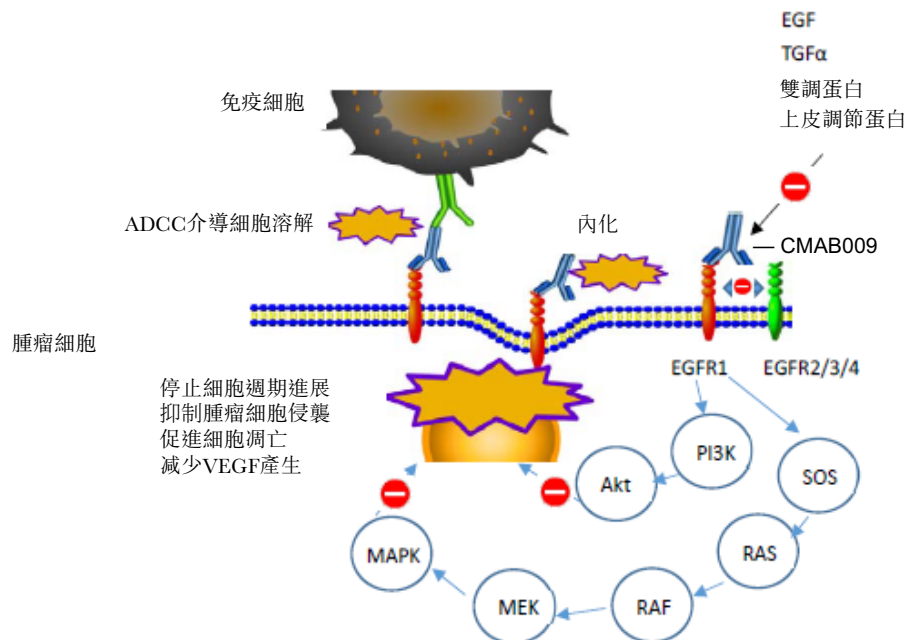 EGF
TGFα
雙調蛋白
上皮調節蛋白
免疫細胞
ADCC介導細胞溶解
內化
CMAB009
腫瘤細胞
EGFR1
EGFR2/3/4
停止細胞週期進展
抑制腫瘤細胞侵襲
促進細胞凋亡
減少VEGF產生
PI3K
Akt
SOS
MAPK
RAS
MEK
RAF